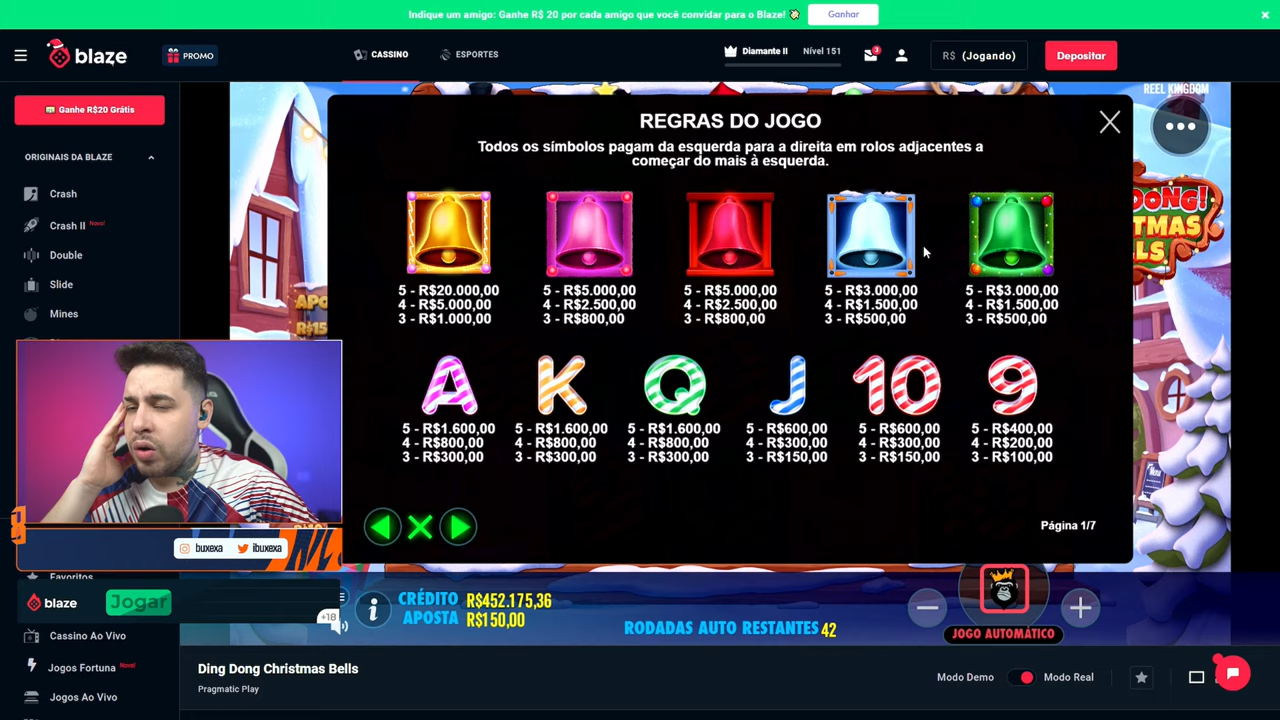 Indique um amigo: Ganhe R$ 20 por cada amigo que você convidar para o Blaze!
Ganhar
blaze
PROMO
CASSINO
ESPORTES
Diamante II
Nível 151
3
R$ (Jogando)
Depositar
Ganhe R$20 Grátis
ORIGINAIS DA BLAZE
Crash
Crash II Novo!
Double
Slide
Mines
REEL KINGDOM
REGRAS DO JOGO
Todos os símbolos pagam da esquerda para a direita em rolos adjacentes a
começar do mais à esquerda.
5 - R$20.000,00
4 - R$5.000,00
3 - R$1.000,00
5 - R$5.000,00
4 - R$2.500,00
3 - R$800,00
5 - R$5.000,00
4 - R$2.500,00
3 - R$800,00
5 - R$3.000,00
4 - R$1.500,00
3 - R$500,00
5 - R$3.000,00
4 - R$1.500,00
3 - R$500,00
A
K
Q
J
10
9
5 - R$1.600,00
4 - R$800,00
3 - R$300,00
5 - R$1.600,00
4 - R$800,00
3 - R$300,00
5 - R$1.600,00
4 - R$800,00
3 - R$300,00
5 - R$600,00
4 - R$300,00
3 - R$150,00
5 - R$600,00
4 - R$300,00
3 - R$150,00
5 - R$400,00
4 - R$200,00
3 - R$100,00
Página 1/7
buxexa
ibuxexa
Favoritos
blaze
Jogar
+18
Cassino Ao Vivo
Jogos Fortuna Novo!
Jogos Ao Vivo
CRÉDITO R$452.175,36
APOSTA R$150,00
RODADAS AUTO RESTANTES 42
JOGO AUTOMÁTICO
Ding Dong Christmas Bells
Pragmatic Play
Modo Demo
Modo Real